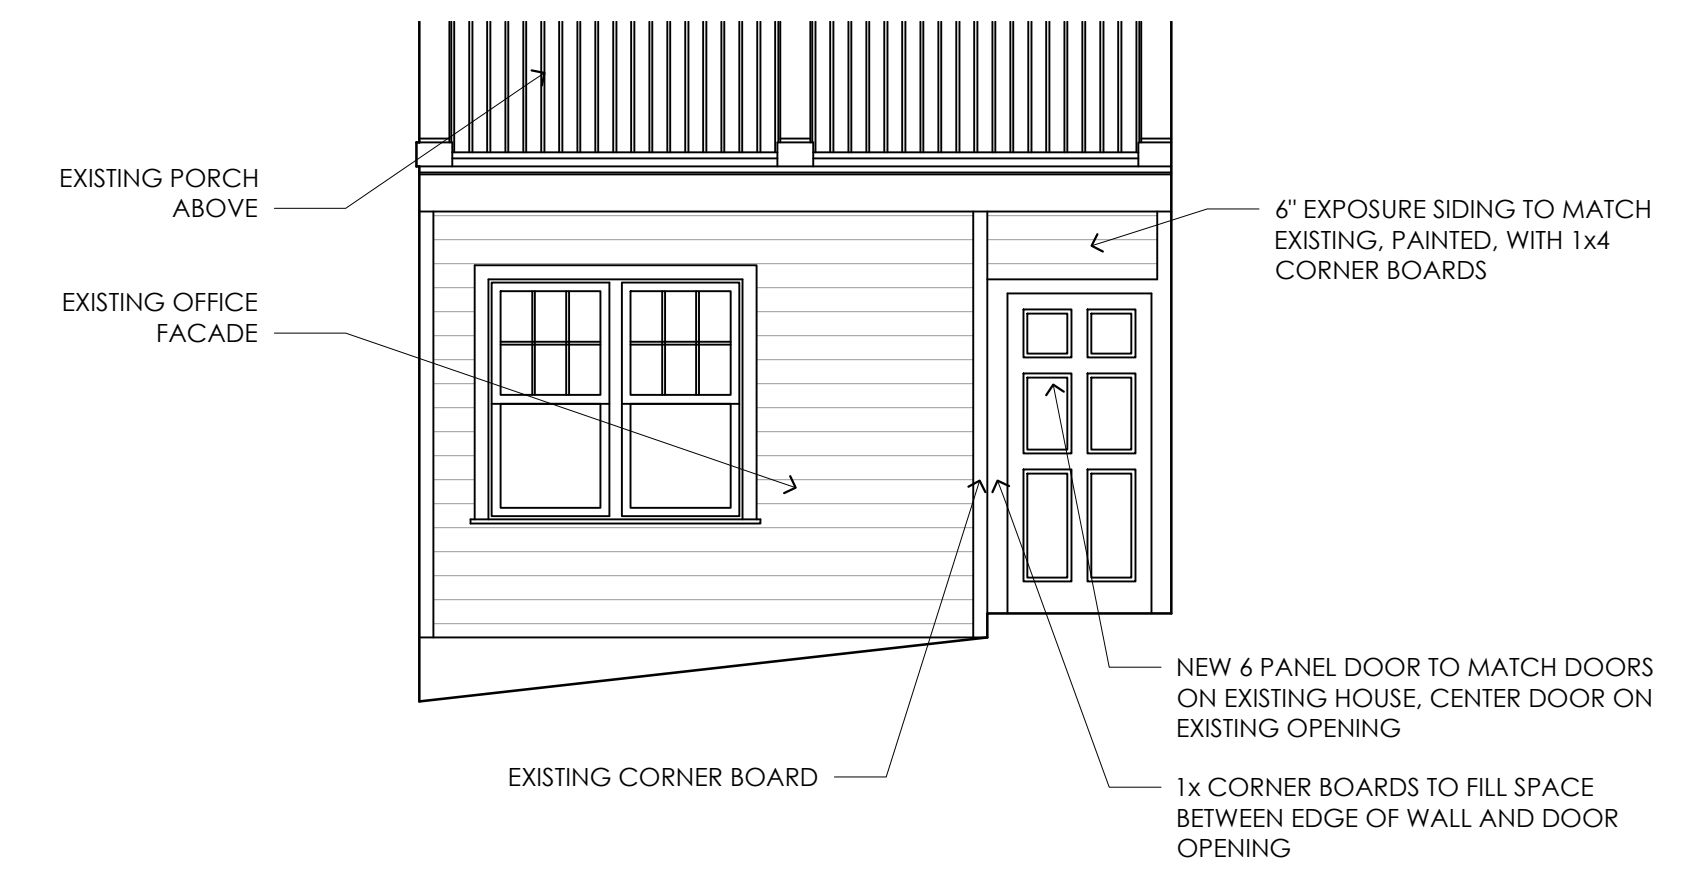 EXISTING PORCH
ABOVE
6" EXPOSURE SIDING TO MATCH
EXISTING, PAINTED, WITH 1x4
CORNER BOARDS
EXISTING OFFICE
FACADE
NEW 6 PANEL DOOR TO MATCH DOORS
ON EXISTING HOUSE, CENTER DOOR ON
EXISTING OPENING
EXISTING CORNER BOARD
1x CORNER BOARDS TO FILL SPACE
BETWEEN EDGE OF WALL AND DOOR
OPENING